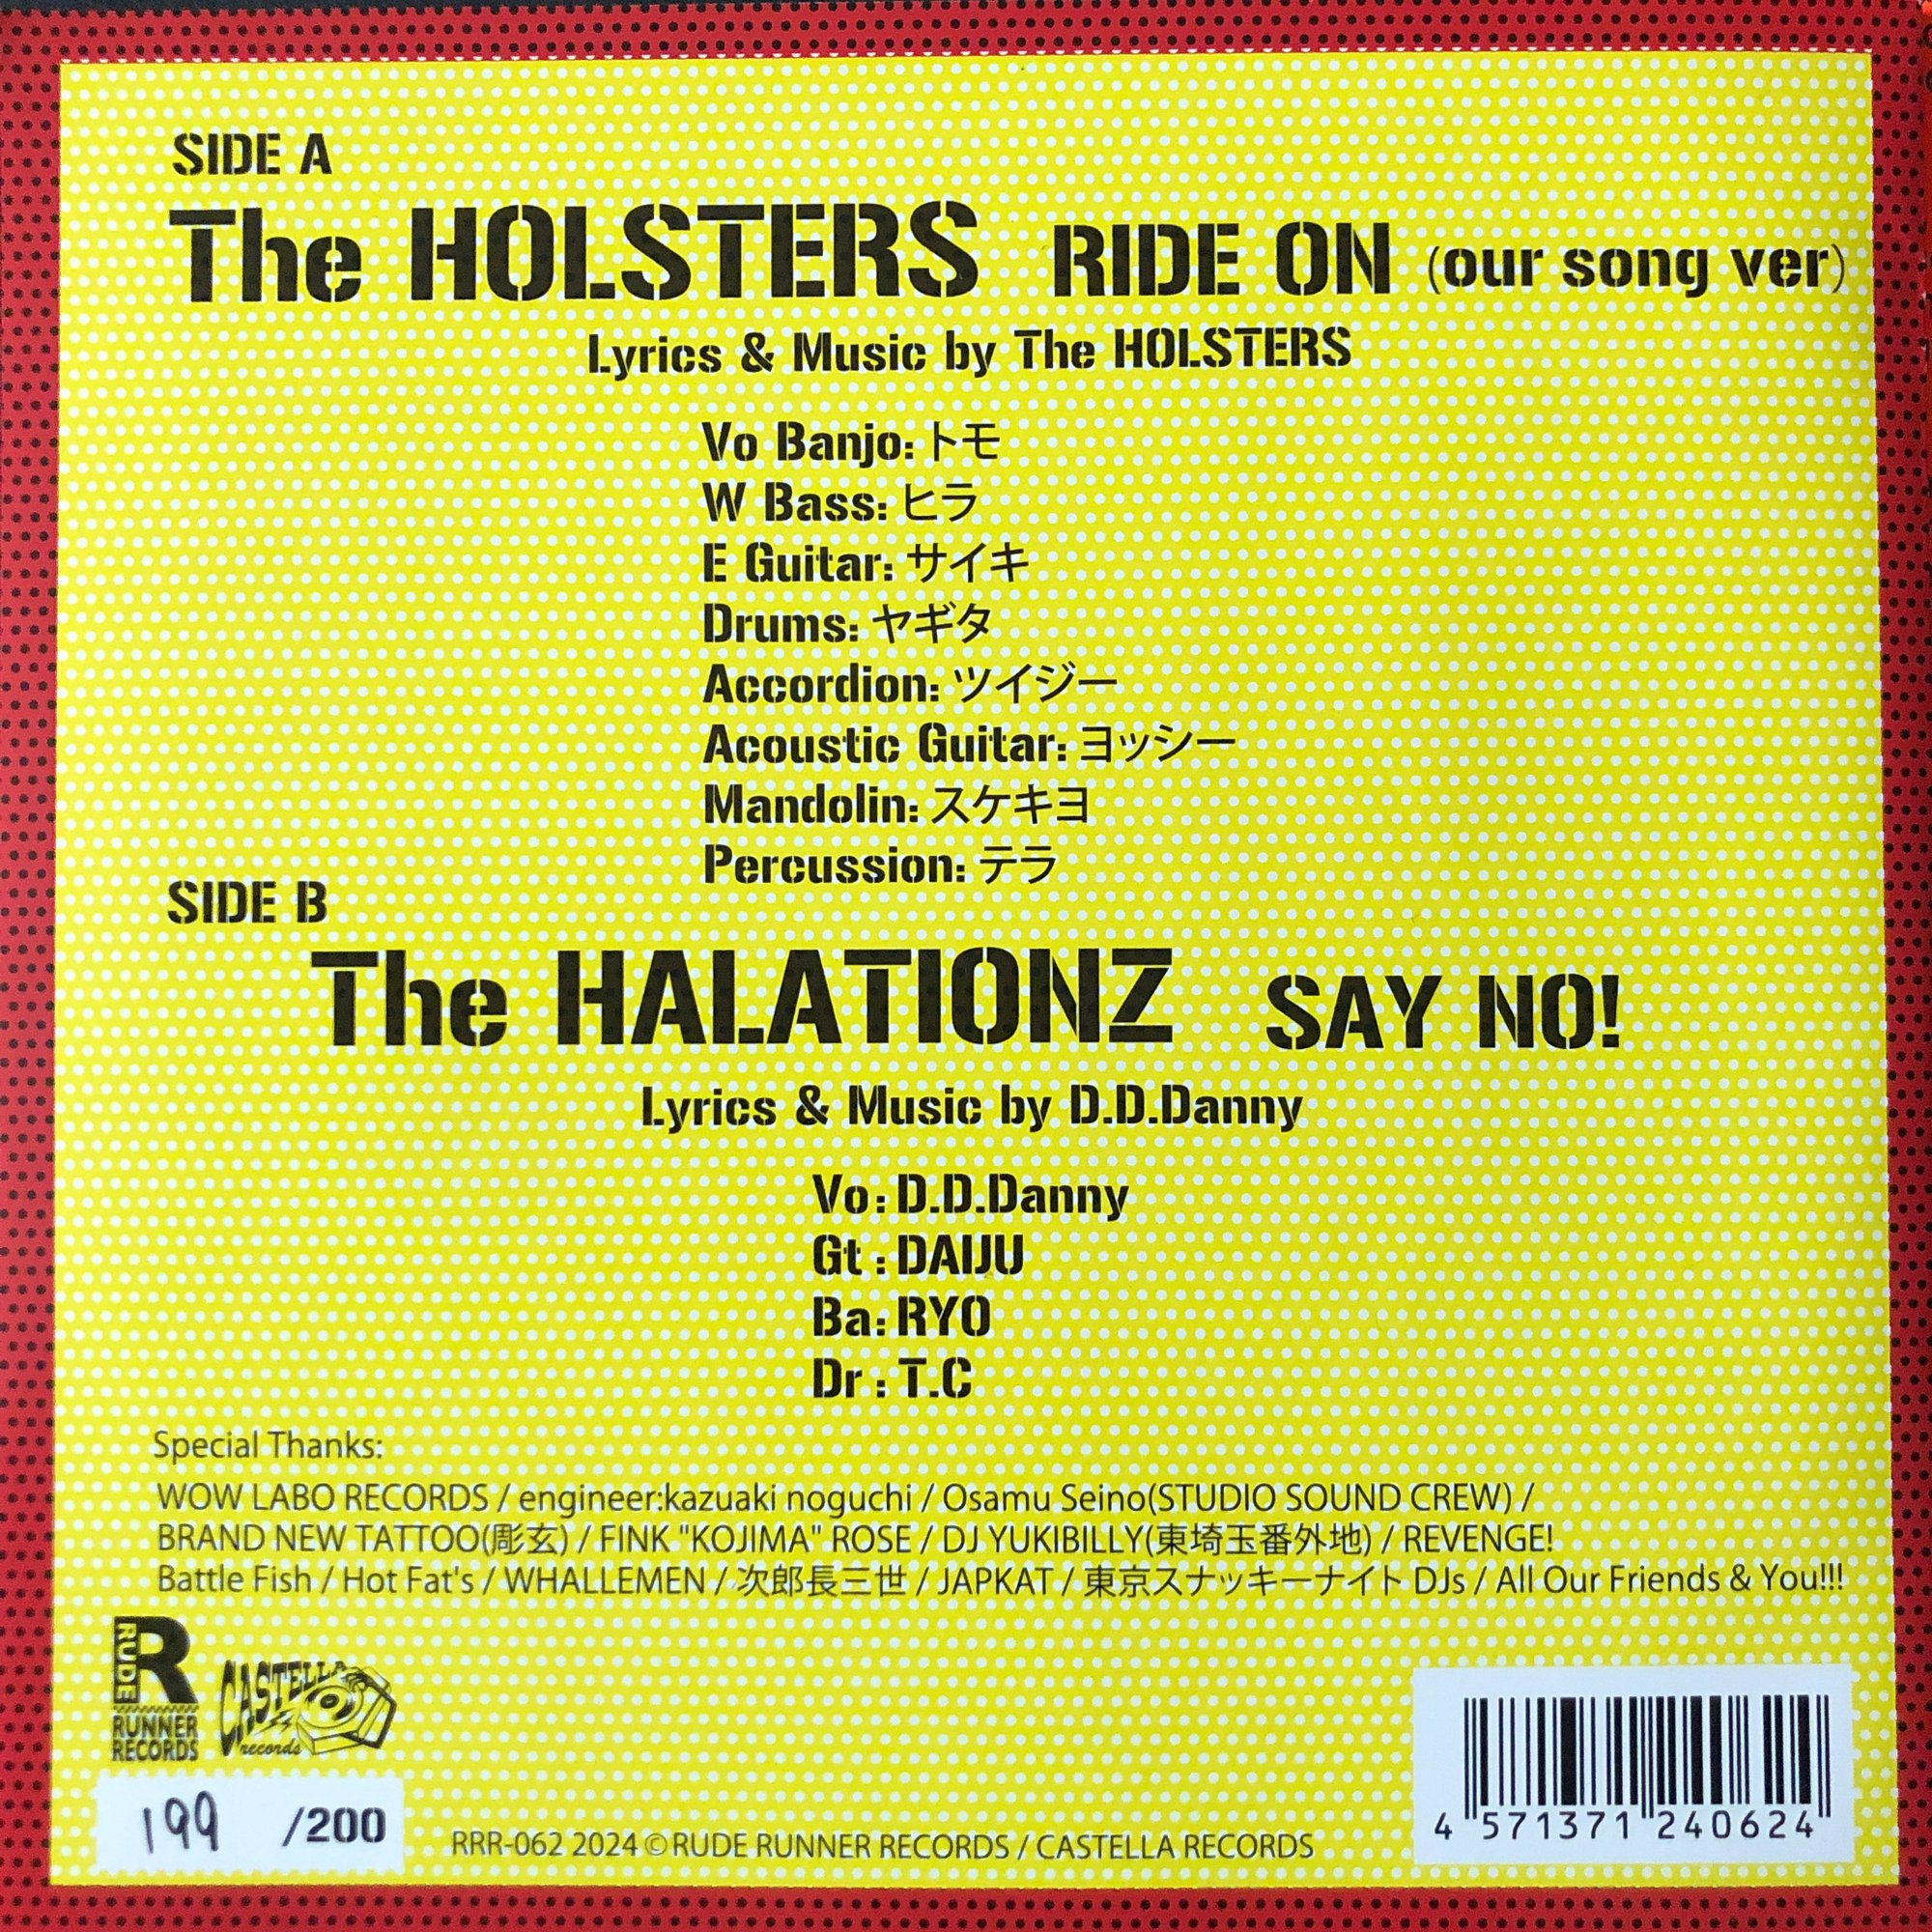 SIDE A
The HOLSTERS RIDE ON (our song ver)
Lyrics & Music by The HOLSTERS
Vo Banjo: トモ
W Bass: ヒラ
E Guitar: サイキ
Drums: ヤギタ
Accordion: ツイジー
Acoustic Guitar: ヨッシー
Mandolin: スケキヨ
Percussion: テラ
SIDE B
The HALATIONZ SAY NO!
Lyrics & Music by D.D.Danny
Vo: D.D.Danny
Gt : DAIJU
Ba: RYO
Dr : T.C
Special Thanks:
WOW LABO RECORDS / engineer:kazuaki noguchi / Osamu Seino(STUDIO SOUND CREW) /
BRAND NEW TATTOO(彫玄) / FINK "KOJIMA" ROSE / DJ YUKIBILLY(東埼玉番外地) / REVENGE!
Battle Fish / Hot Fat's / WHALLEMEN / 次郎長三世 / JAPKAT / 東京スナッキーナイト DJs / All Our Friends & You!!!
R RUDE
RUNNER
RECORDS
CASTELLA
records
199 /200
RRR-062 2024 © RUDE RUNNER RECORDS / CASTELLA RECORDS
4 571371 240624